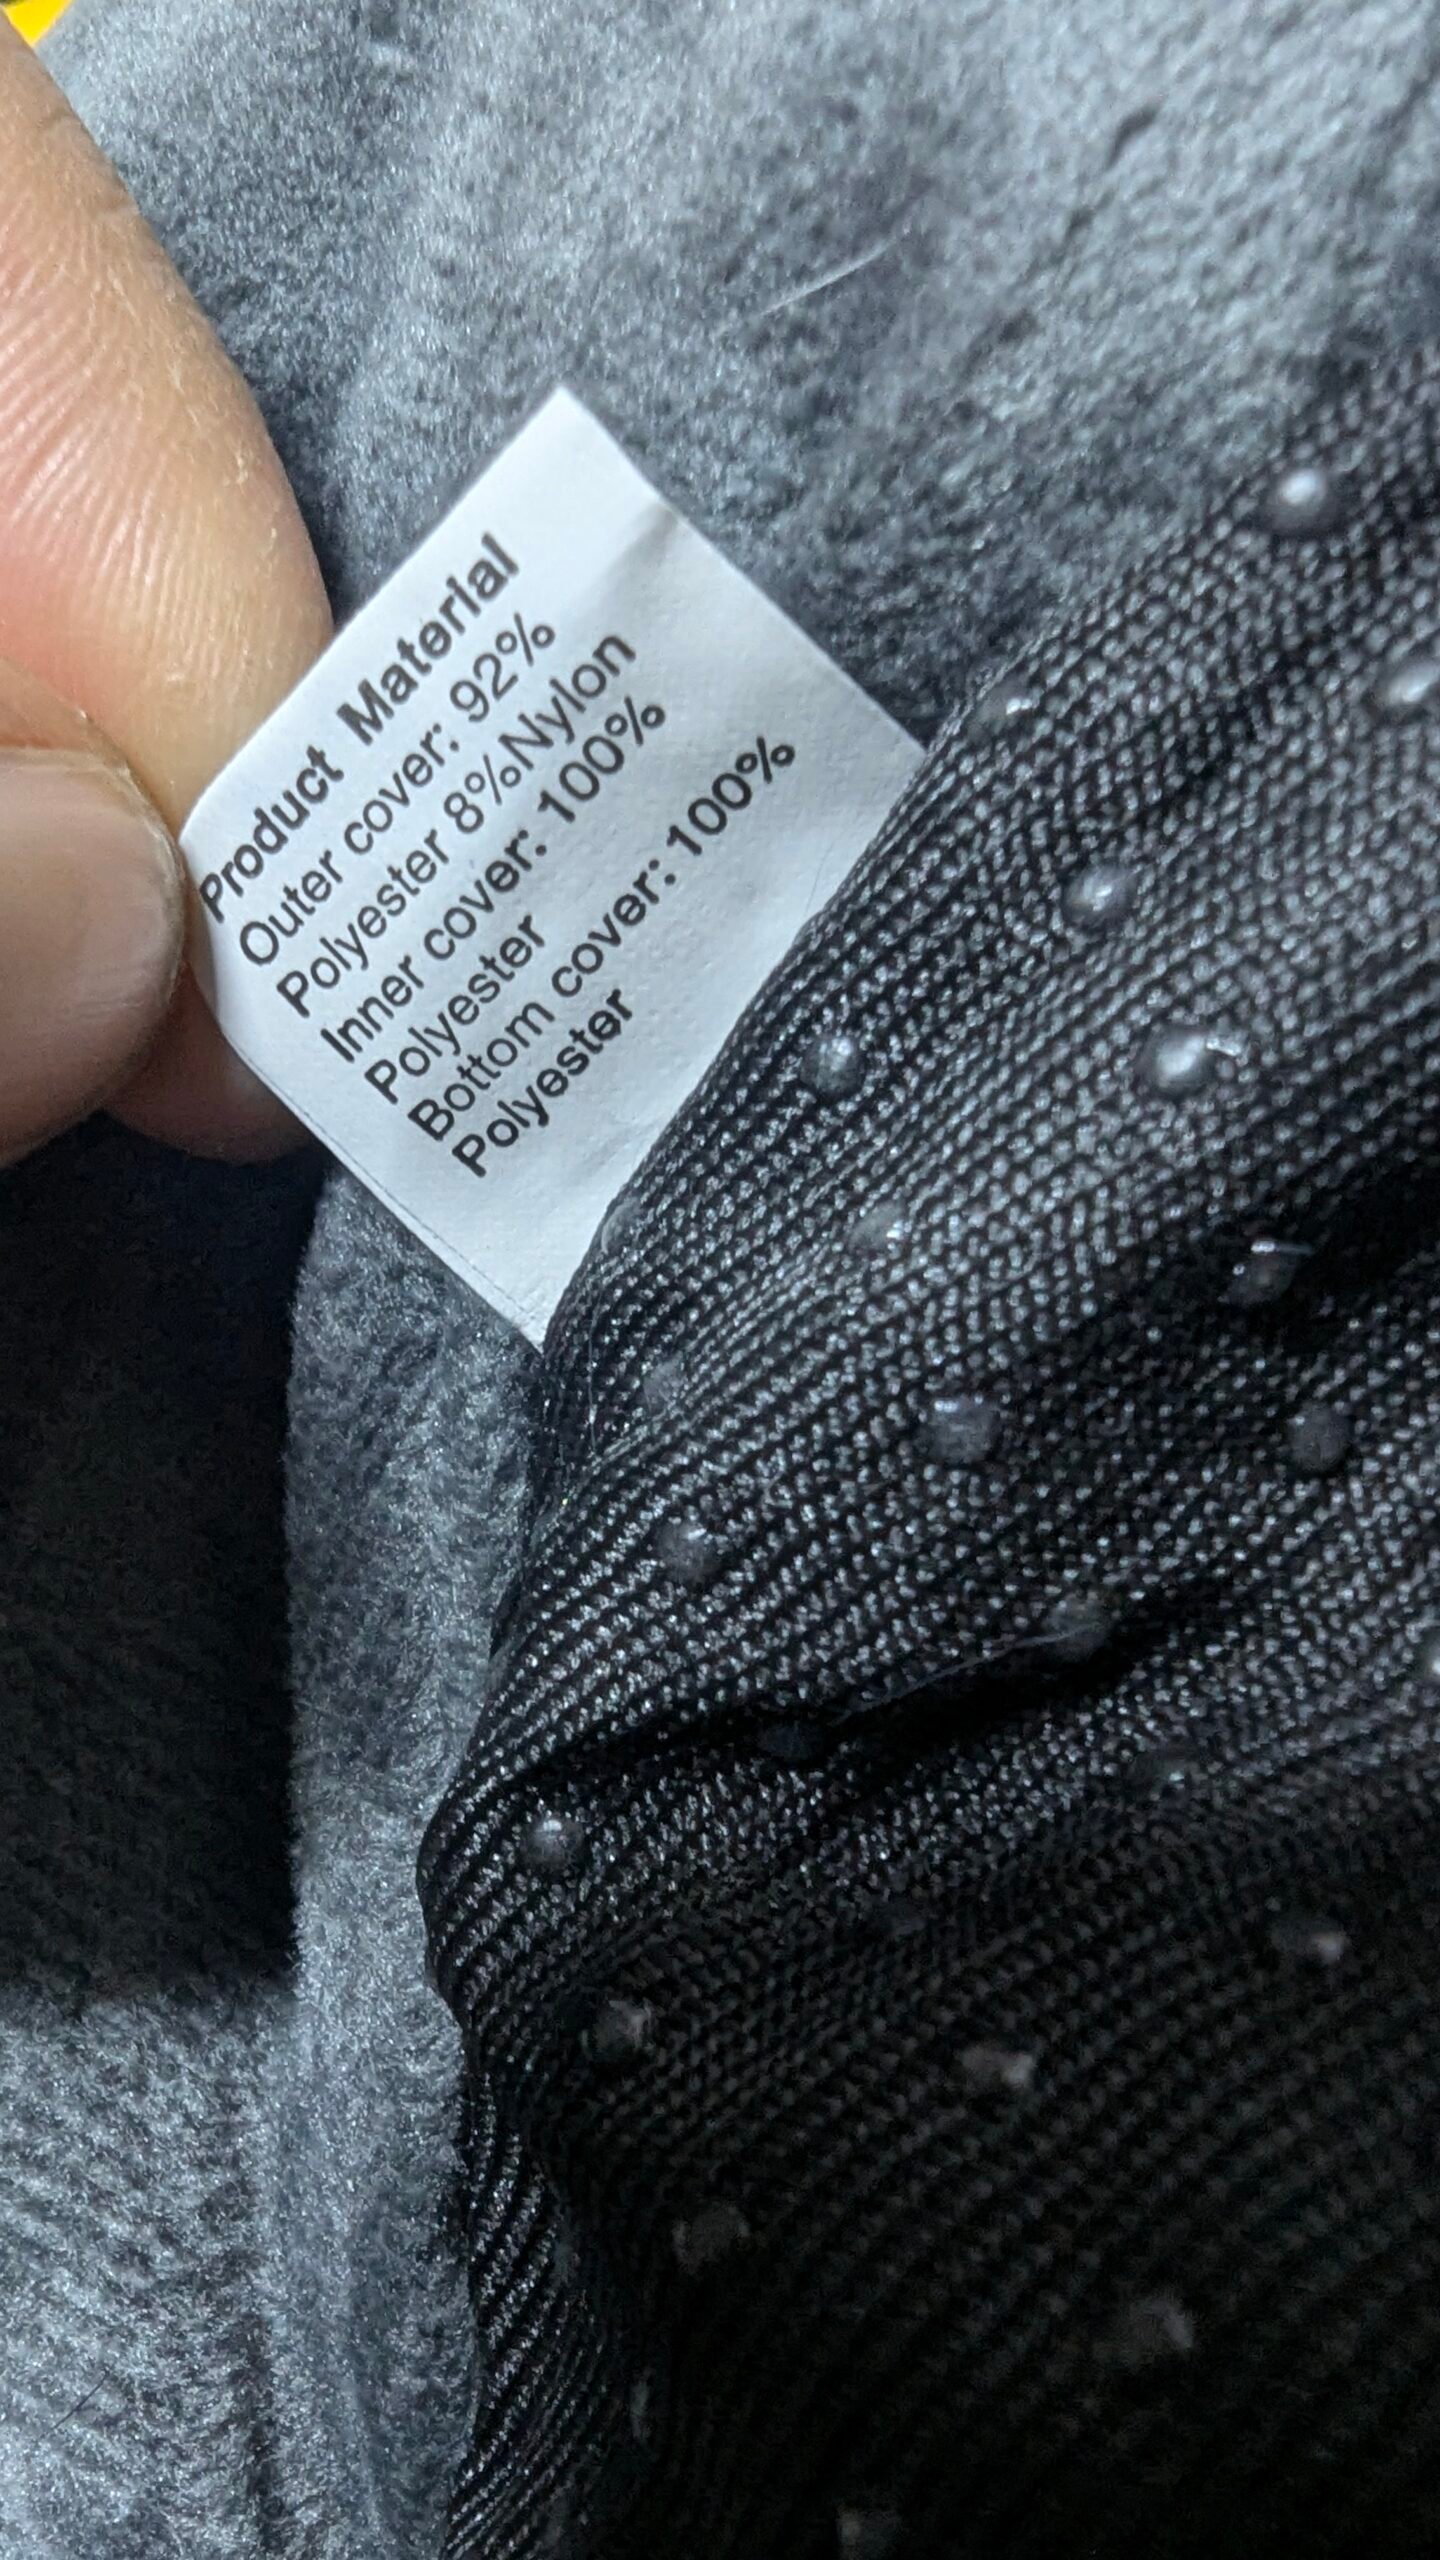 Product Material
Outer cover: 92%
Polyester 8%Nylon
Inner cover: 100%
Polyester
Bottom cover: 100%
Polyester